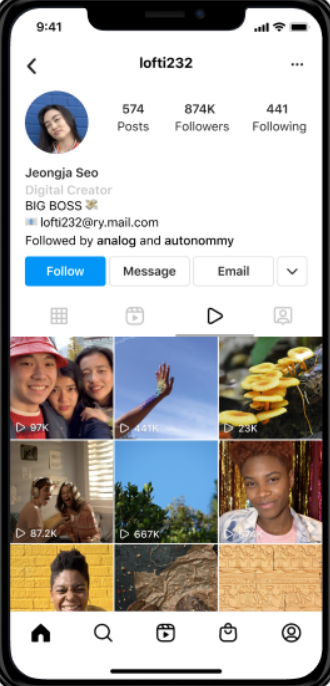 9:41
lofti232
574 874K 441
Posts Followers Following
Jeongja Seo
Digital Creator
BIG BOSS 💸
📧 lofti232@ry.mail.com
Followed by analog and autonommy
Follow Message Email
97K 441K 23K
87.2K 667K